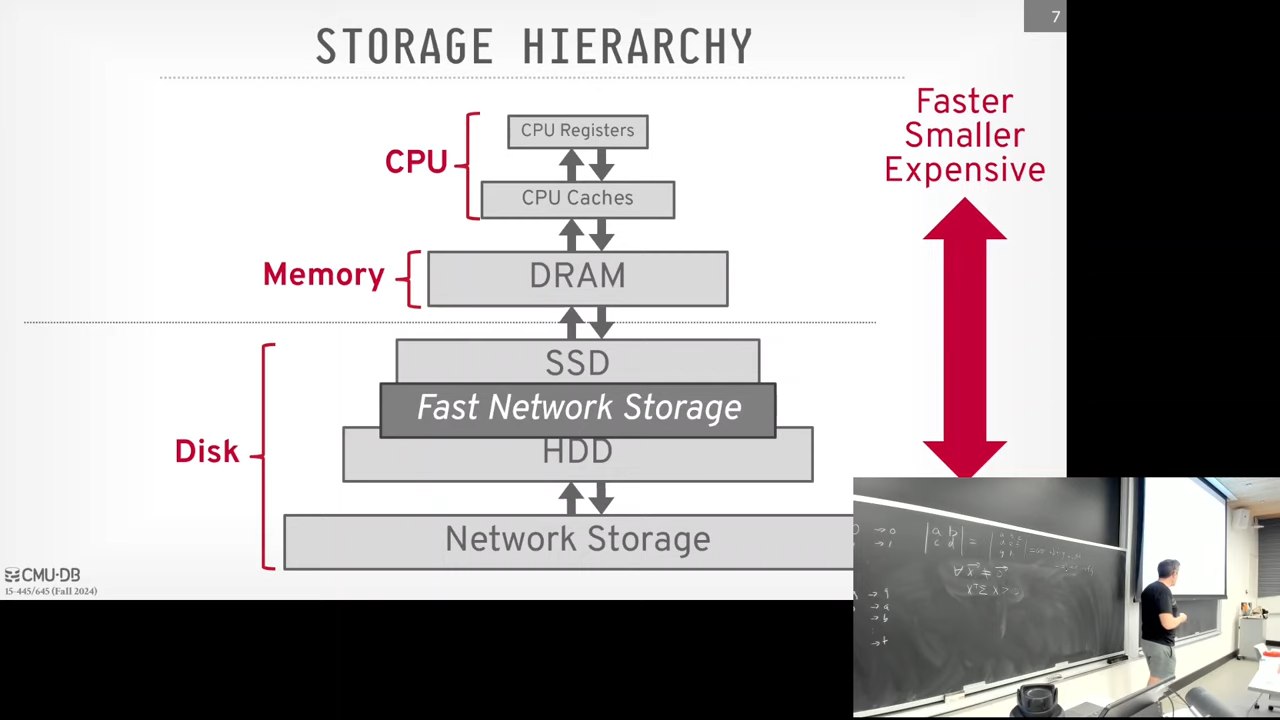 7
STORAGE HIERARCHY
Faster
Smaller
Expensive
CPU Registers
CPU
CPU Caches
Memory
DRAM
SSD
Fast Network Storage
Disk
HDD
Network Storage
CMU·DB
15-445/645 (Fall 2024)
a b
c d
=